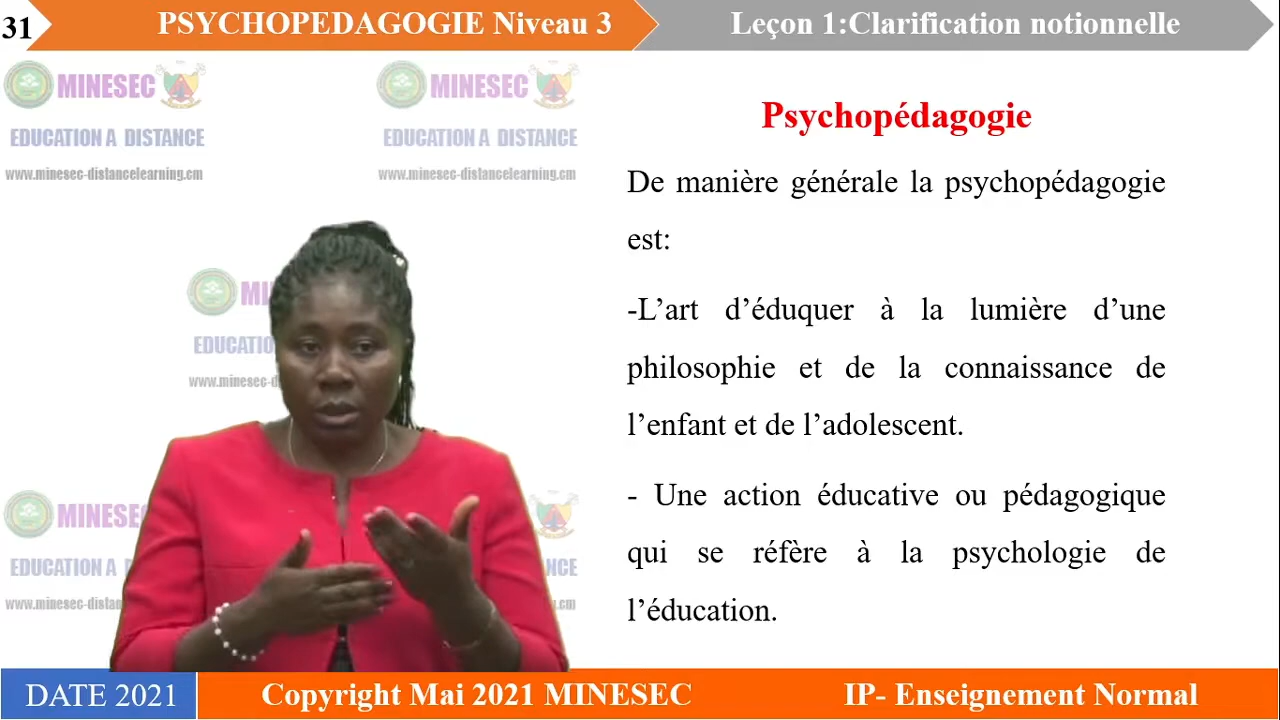 31
PSYCHOPEDAGOGIE Niveau 3
Leçon 1:Clarification notionnelle
MINESEC
EDUCATION A DISTANCE
www.minesec-distancelearning.cm
MINESEC
EDUCATION A DISTANCE
www.minesec-distancelearning.cm
Psychopédagogie
De manière générale la psychopédagogie
est:
-L’art d’éduquer à la lumière d’une
philosophie et de la connaissance de
l’enfant et de l’adolescent.
- Une action éducative ou pédagogique
qui se réfère à la psychologie de
l’éducation.
DATE 2021
Copyright Mai 2021 MINESEC
IP- Enseignement Normal